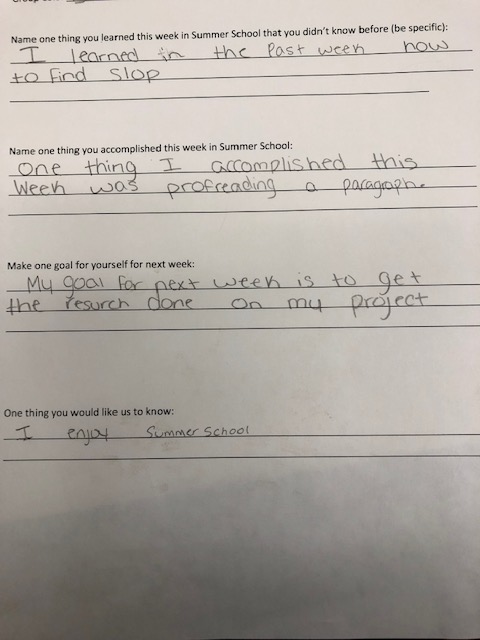 Name one thing you learned this week in Summer School that you didn't know before (be specific):
I learned in the Past week how
to find slop
Name one thing you accomplished this week in Summer School:
One thing I accomplished this
Week was profreading a paragraph.
Make one goal for yourself for next week:
My goal for next week is to get
the resurch done on my project
One thing you would like us to know:
I enjoy Summer School